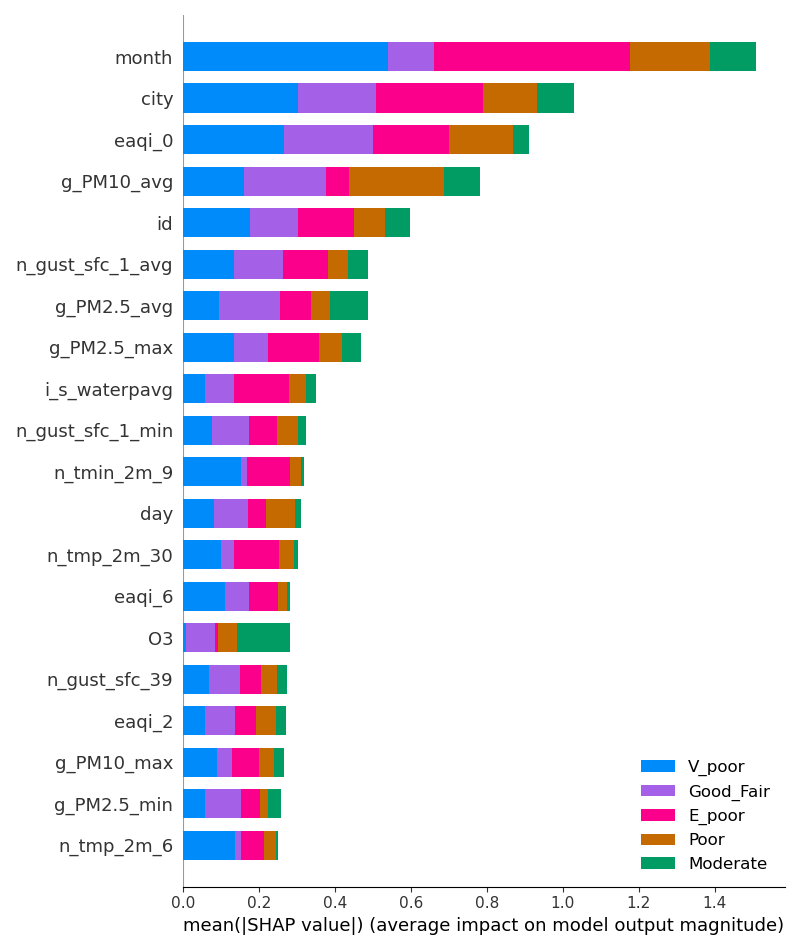 month
city
eaqi_0
g_PM10_avg
id
n_gust_sfc_1_avg
g_PM2.5_avg
g_PM2.5_max
i_s_waterpavg
n_gust_sfc_1_min
n_tmin_2m_9
day
n_tmp_2m_30
eaqi_6
O3
n_gust_sfc_39
eaqi_2
g_PM10_max
g_PM2.5_min
n_tmp_2m_6
V_poor
Good_Fair
E_poor
Poor
Moderate
0.0 0.2 0.4 0.6 0.8 1.0 1.2 1.4
mean(|SHAP value|) (average impact on model output magnitude)